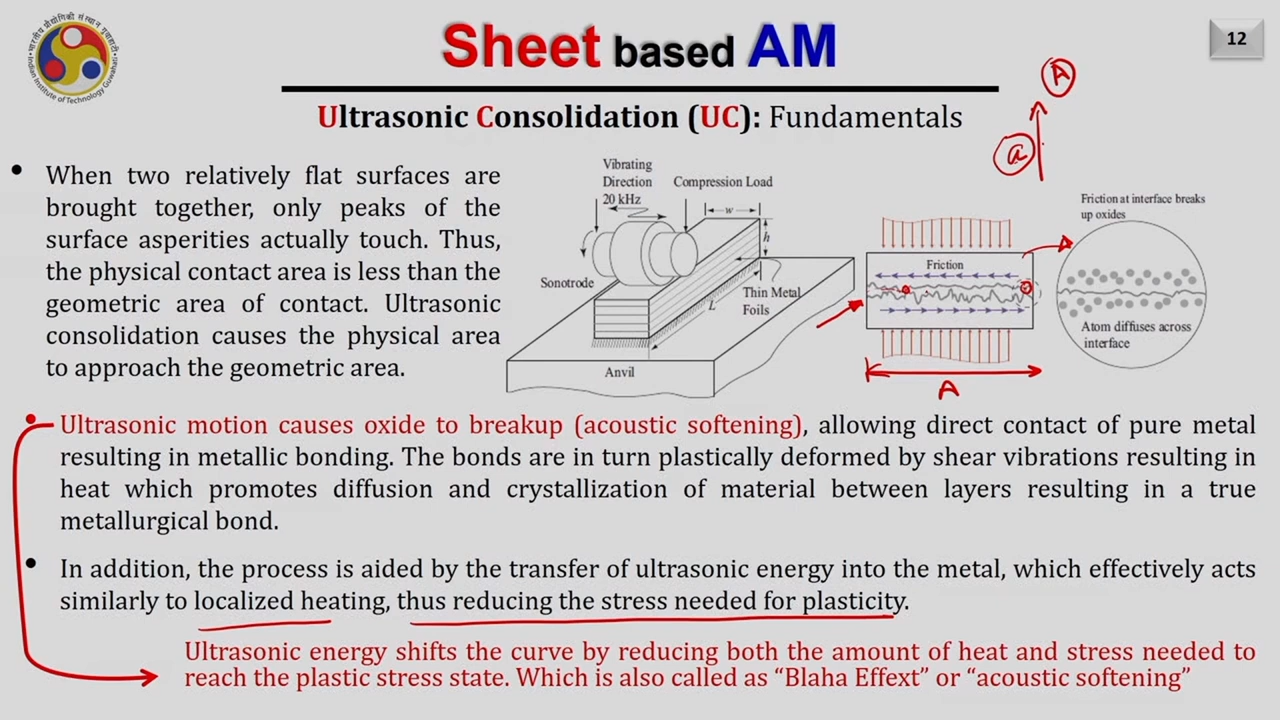 भारतीय प्रौद्योगिकी संस्थान गुवाहाटी
Indian Institute of Technology Guwahati
Sheet based AM
12
Ultrasonic Consolidation (UC): Fundamentals
A
a
• When two relatively flat surfaces are
brought together, only peaks of the
surface asperities actually touch. Thus,
the physical contact area is less than the
geometric area of contact. Ultrasonic
consolidation causes the physical area
to approach the geometric area.
Vibrating
Direction
20 kHz
Compression Load
w
h
Sonotrode
Thin Metal
Foils
L
Anvil
Friction
A
Friction at interface breaks
up oxides
Atom diffuses across
interface
• Ultrasonic motion causes oxide to breakup (acoustic softening), allowing direct contact of pure metal
resulting in metallic bonding. The bonds are in turn plastically deformed by shear vibrations resulting in
heat which promotes diffusion and crystallization of material between layers resulting in a true
metallurgical bond.
• In addition, the process is aided by the transfer of ultrasonic energy into the metal, which effectively acts
similarly to localized heating, thus reducing the stress needed for plasticity.
Ultrasonic energy shifts the curve by reducing both the amount of heat and stress needed to
reach the plastic stress state. Which is also called as “Blaha Effext” or “acoustic softening”